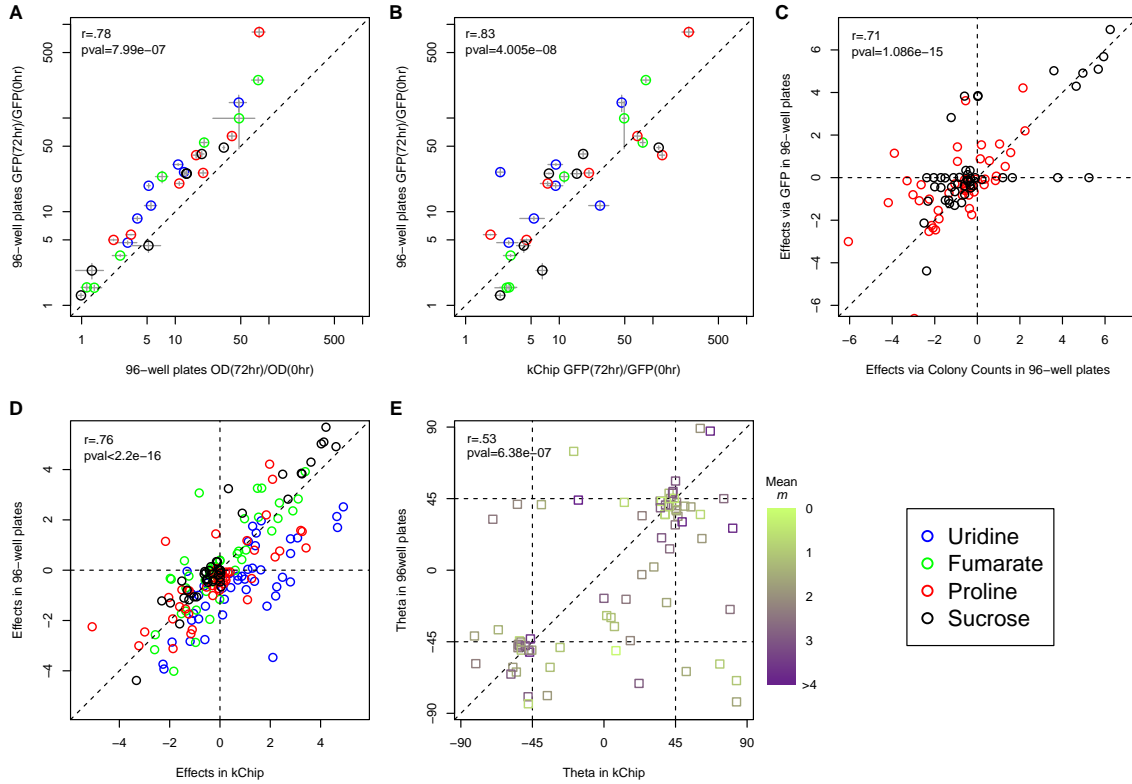 A
r=.78
pval=7.99e−07
500
50
5
1
96−well plates GFP(72hr)/GFP(0hr)
1
5
10
50
500
96−well plates OD(72hr)/OD(0hr)
B
r=.83
pval=4.005e−08
500
50
5
1
96−well plates GFP(72hr)/GFP(0hr)
1
5
10
50
500
kChip GFP(72hr)/GFP(0hr)
C
r=.71
pval=1.086e−15
6
4
2
0
−2
−4
−6
Effects via GFP in 96−well plates
−6
−4
−2
0
2
4
6
Effects via Colony Counts in 96−well plates
D
r=.76
pval<2.2e−16
4
2
0
−2
−4
Effects in 96−well plates
−4
−2
0
2
4
Effects in kChip
E
r=.53
pval=6.38e−07
90
45
0
−45
−90
Theta in 96well plates
−90
−45
0
45
90
Theta in kChip
Mean
m
0
1
2
3
>4
Uridine
Fumarate
Proline
Sucrose